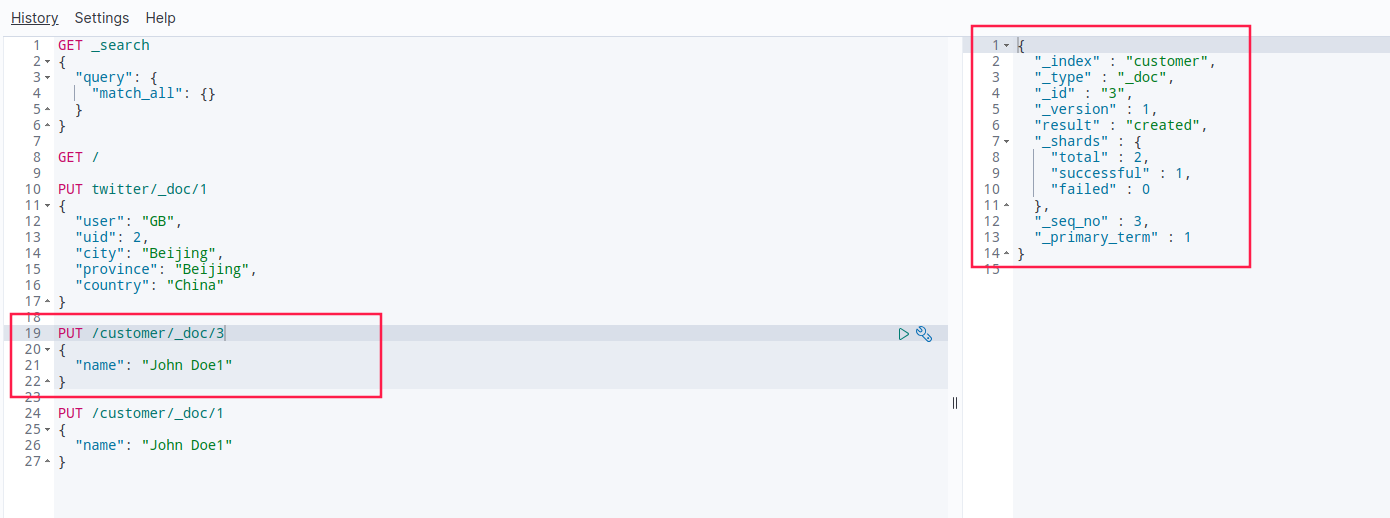 History Settings Help
1 GET _search
2 {
3 "query": {
4 "match_all": {}
5 }
6 }
7
8 GET /
9
10 PUT twitter/_doc/1
11 {
12 "user": "GB",
13 "uid": 2,
14 "city": "Beijing",
15 "province": "Beijing",
16 "country": "China"
17 }
18
19 PUT /customer/_doc/3
20 {
21 "name": "John Doe1"
22 }
23
24 PUT /customer/_doc/1
25 {
26 "name": "John Doe1"
27 }
1 {
2 "_index" : "customer",
3 "_type" : "_doc",
4 "_id" : "3",
5 "_version" : 1,
6 "result" : "created",
7 "_shards" : {
8 "total" : 2,
9 "successful" : 1,
10 "failed" : 0
11 },
12 "_seq_no" : 3,
13 "_primary_term" : 1
14 }
15